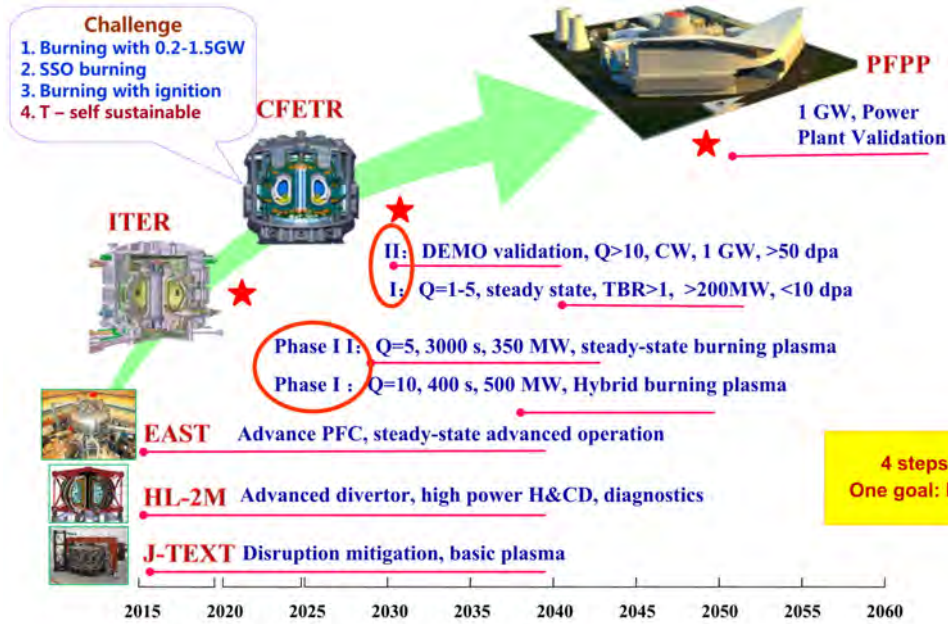 Challenge
1. Burning with 0.2-1.5GW
2. SSO burning
3. Burning with ignition
4. T – self sustainable
PFPP
1 GW, Power
Plant Validation
CFETR
ITER
II: DEMO validation, Q>10, CW, 1 GW, >50 dpa
I: Q=1-5, steady state, TBR>1, >200MW, <10 dpa
Phase I I: Q=5, 3000 s, 350 MW, steady-state burning plasma
Phase I : Q=10, 400 s, 500 MW, Hybrid burning plasma
EAST Advance PFC, steady-state advanced operation
HL-2M Advanced divertor, high power H&CD, diagnostics
J-TEXT Disruption mitigation, basic plasma
4 steps
One goal:
2015 2020 2025 2030 2035 2040 2045 2050 2055 2060